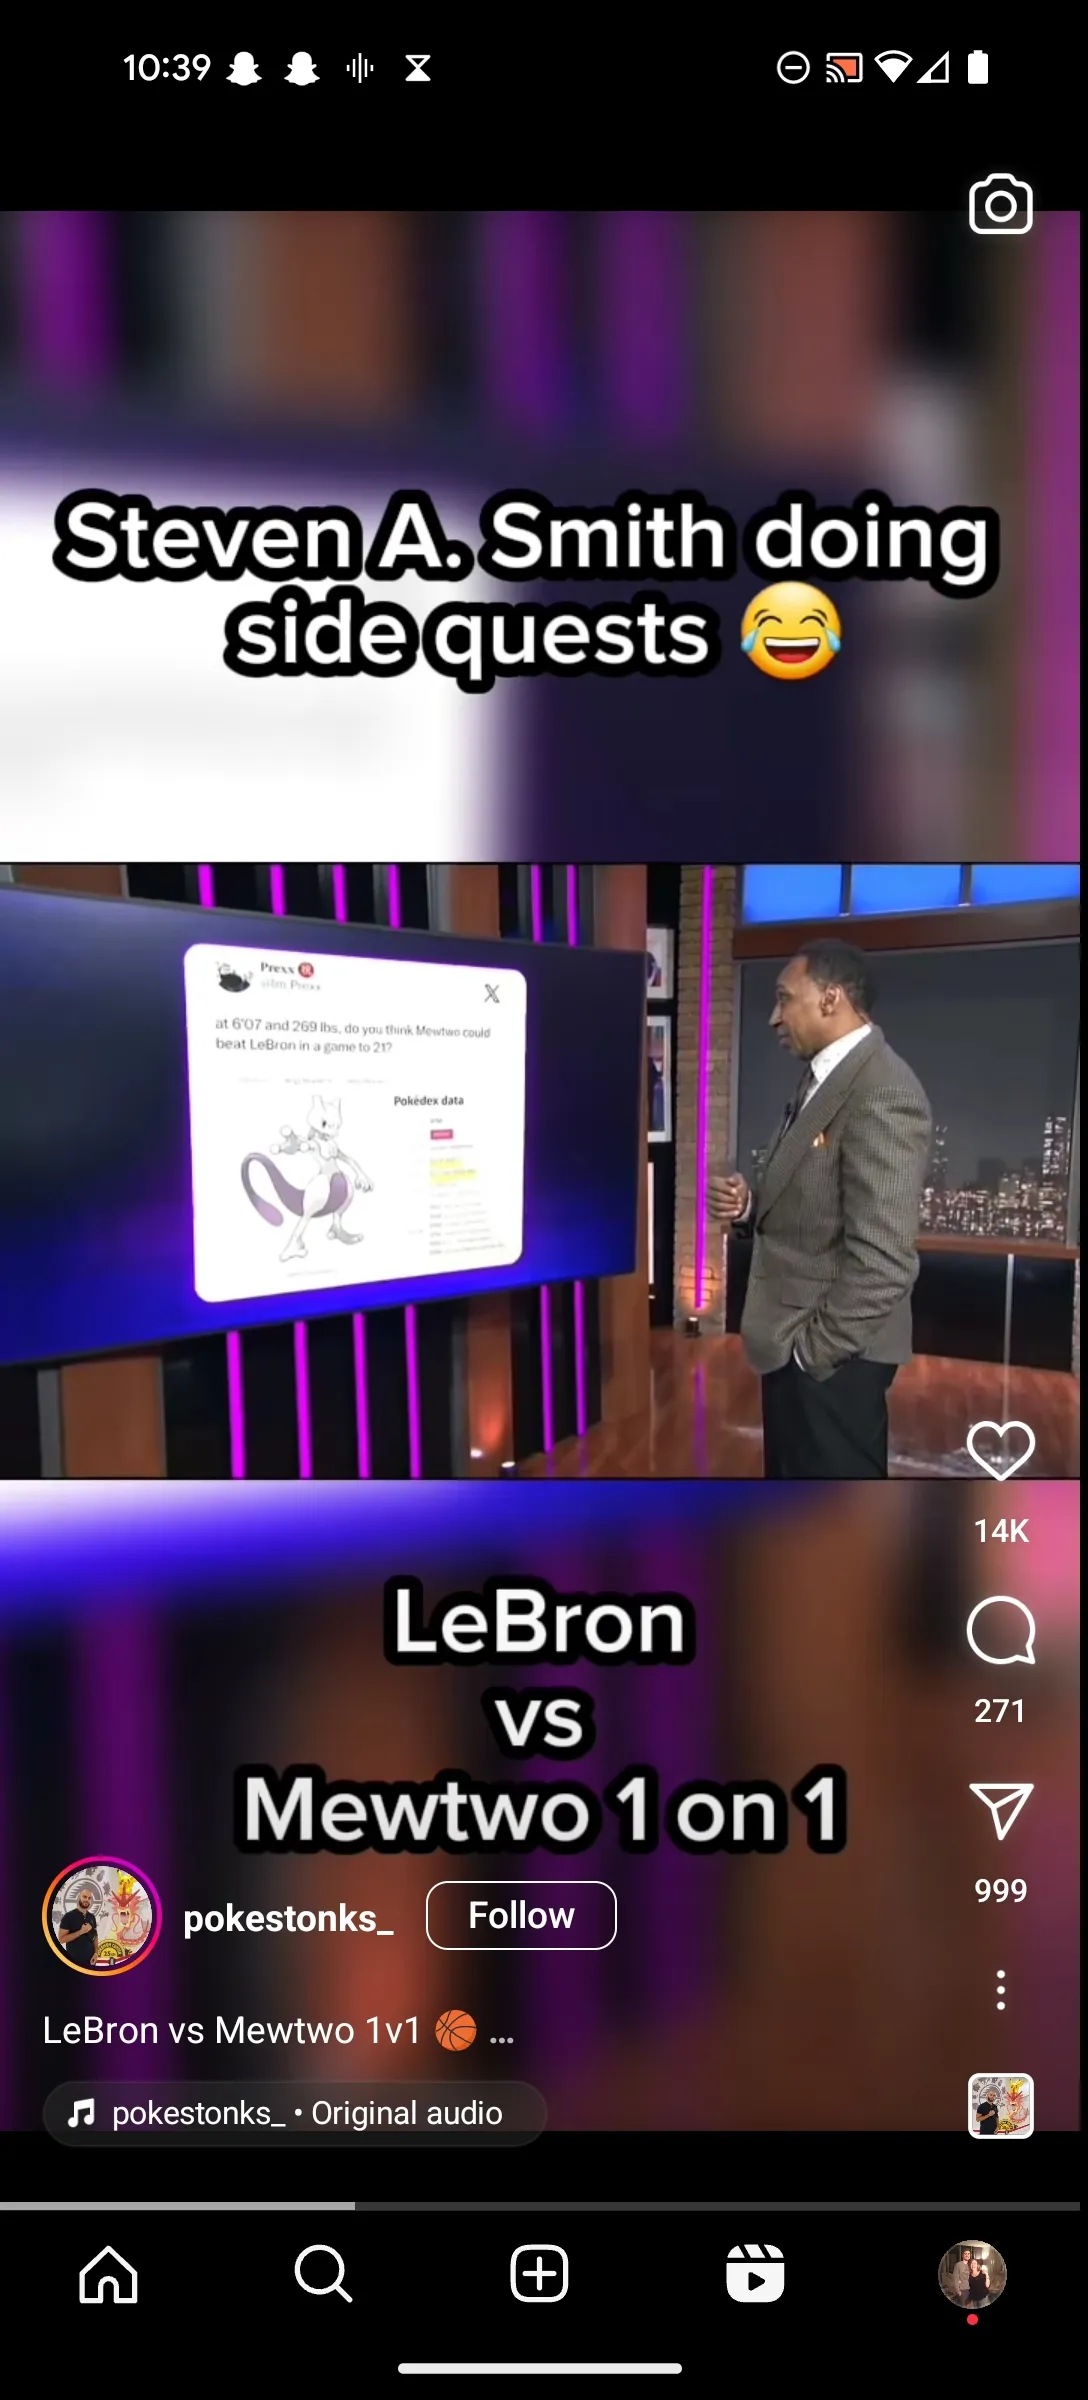 10:39
Steven A. Smith doing
side quests 😂
Prexx
at 6'07 and 269 lbs, do you think Mewtwo could
beat LeBron in a game to 21?
Pokédex data
LeBron
vs
Mewtwo 1 on 1
14K
271
999
pokestonks_
Follow
LeBron vs Mewtwo 1v1 🏀 ...
pokestonks_ • Original audio